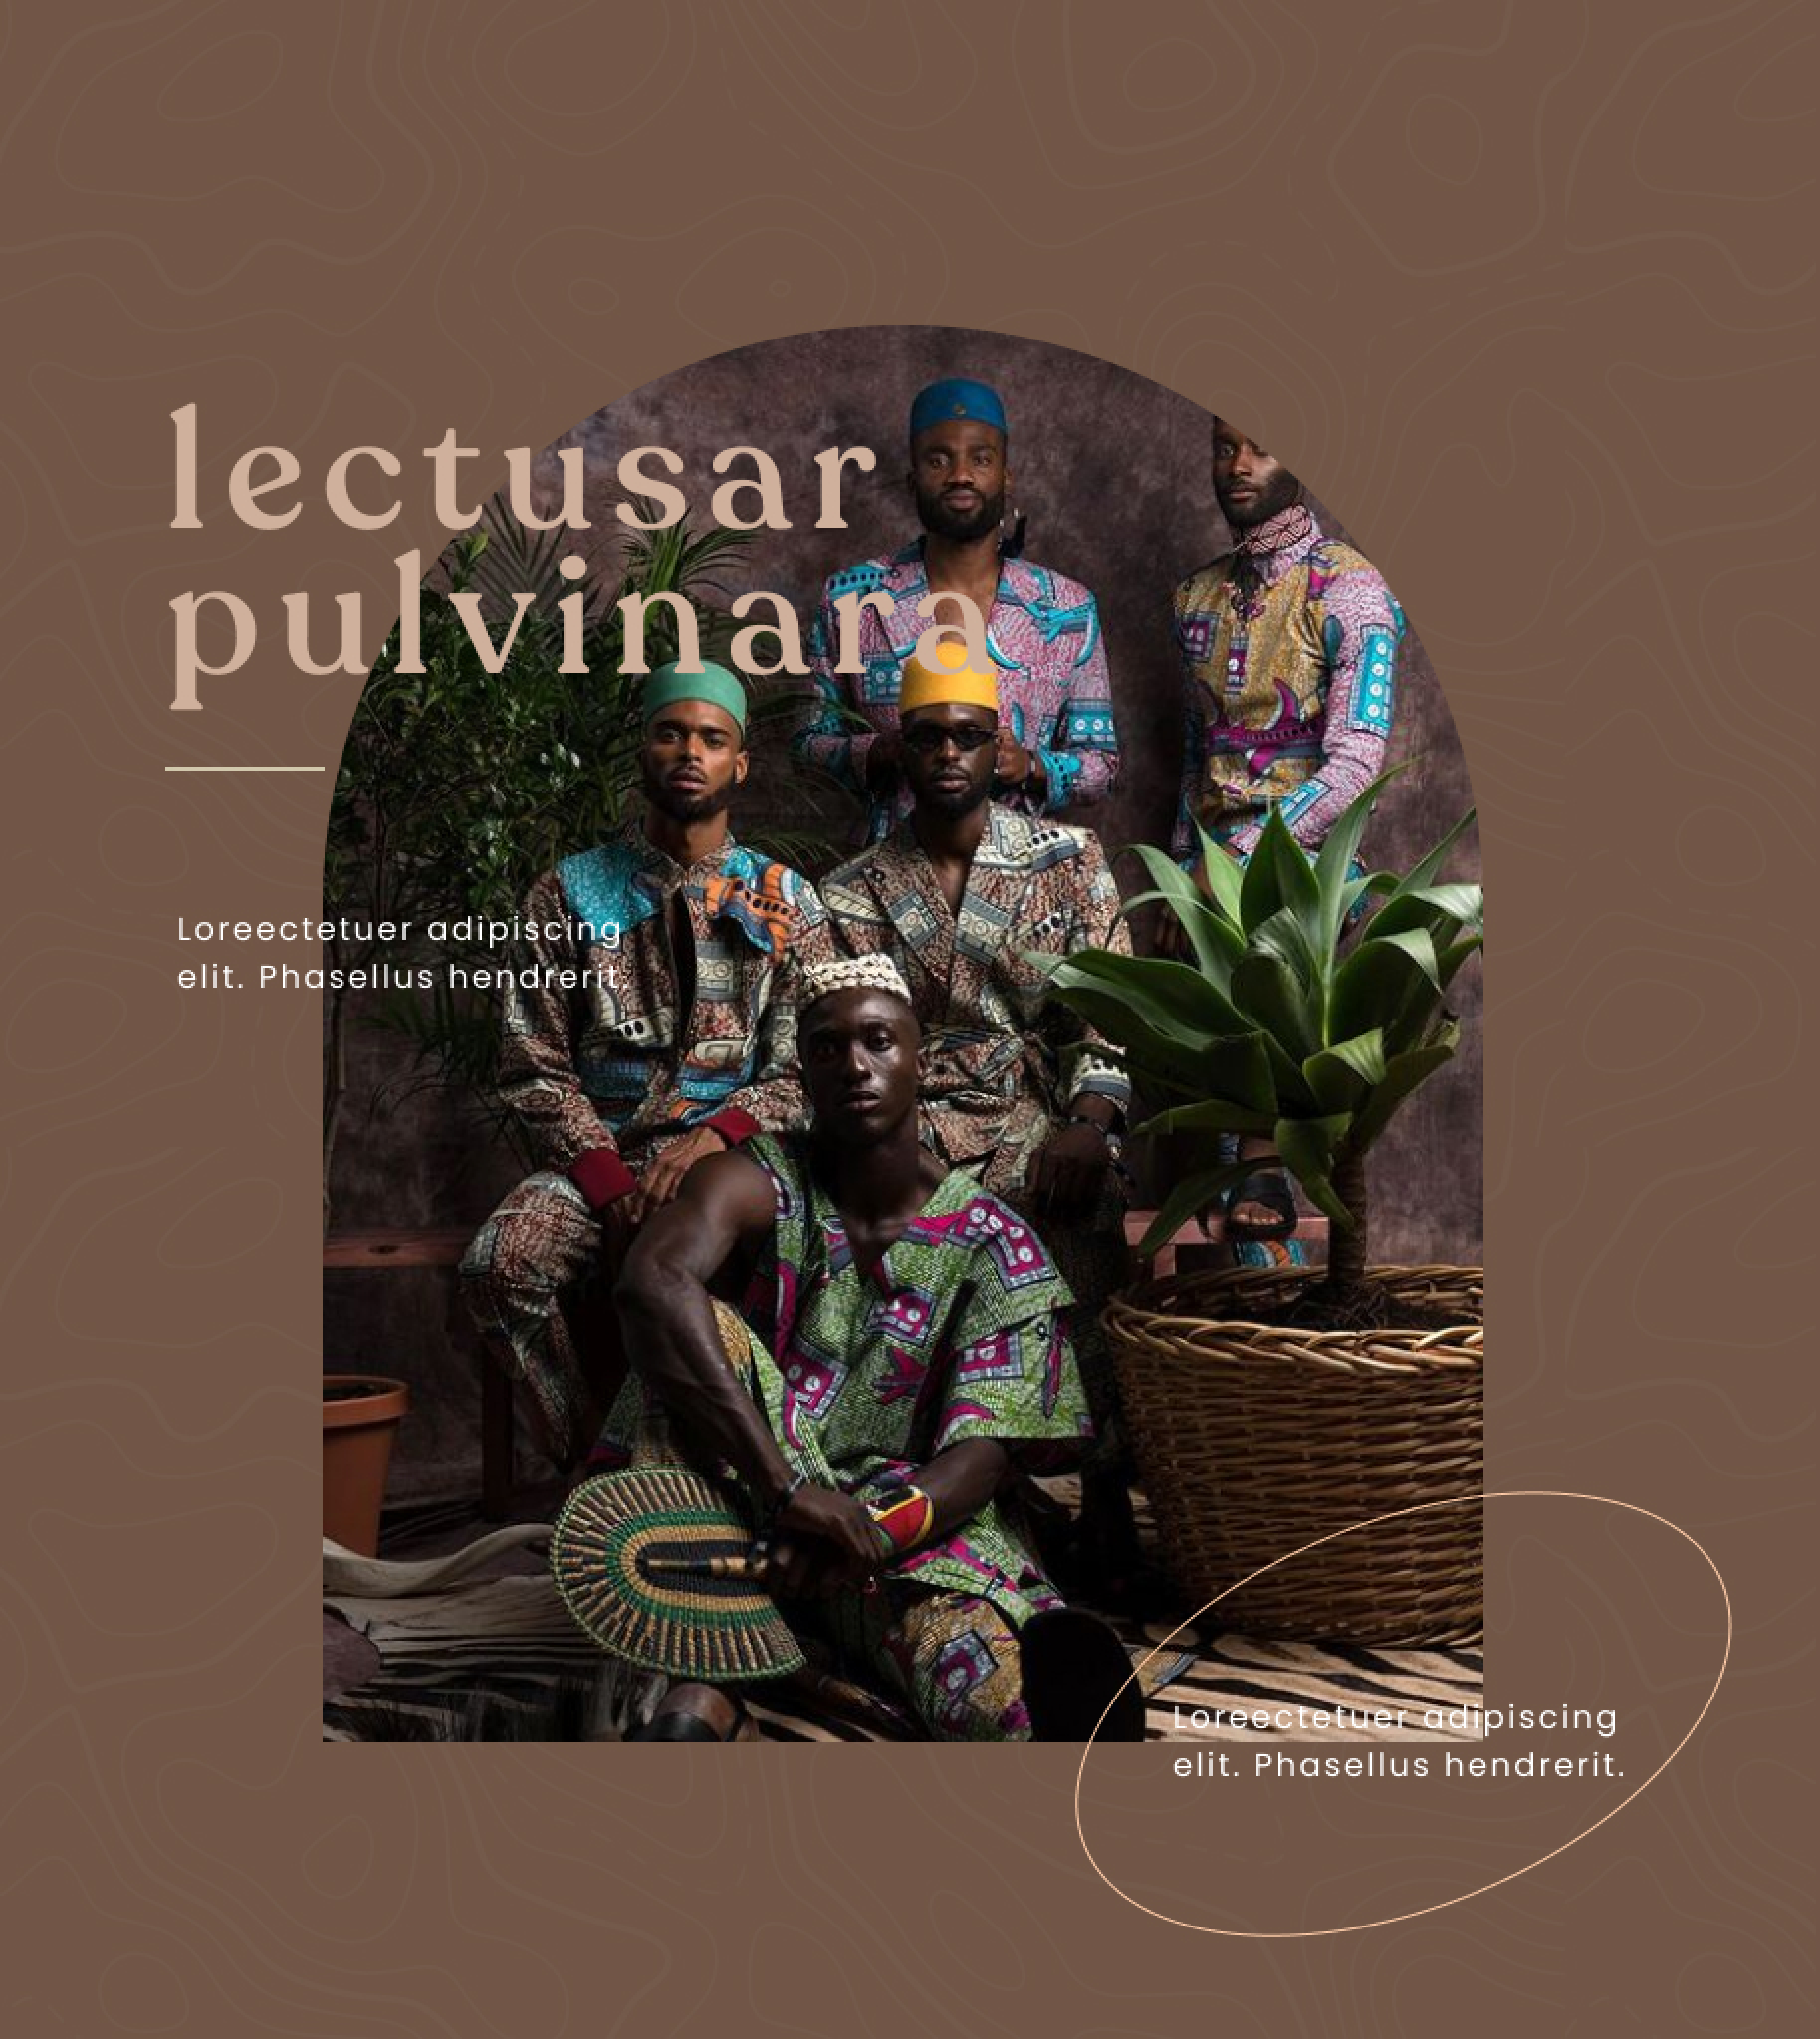 lectusar
pulvinara
Loreectetuer adipiscing
elit. Phasellus hendrerit.
Loreectetuer adipiscing
elit. Phasellus hendrerit.